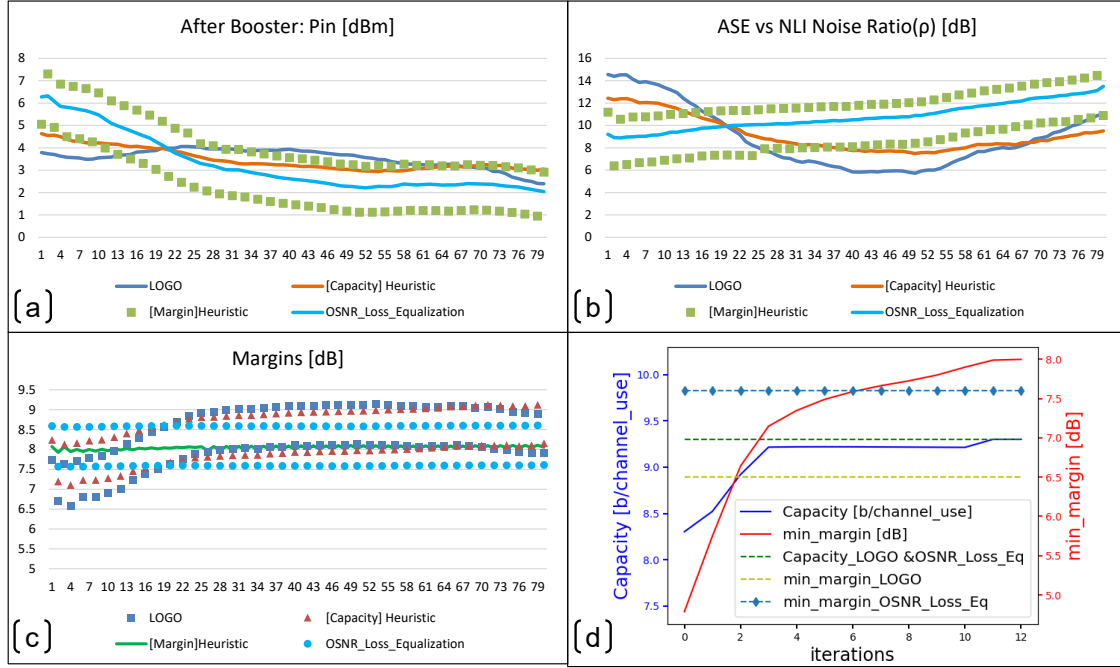 After Booster: Pin [dBm]
8
7
6
5
4
3
2
1
0
1 4 7 10 13 16 19 22 25 28 31 34 37 40 43 46 49 52 55 58 61 64 67 70 73 76 79
LOGO
[Capacity] Heuristic
[Margin]Heuristic
OSNR_Loss_Equalization
[a]
ASE vs NLI Noise Ratio(ρ) [dB]
16
14
12
10
8
6
4
2
0
1 4 7 10 13 16 19 22 25 28 31 34 37 40 43 46 49 52 55 58 61 64 67 70 73 76 79
LOGO
[Capacity] Heuristic
[Margin]Heuristic
OSNR_Loss_Equalization
[b]
Margins [dB]
9.5
9
8.5
8
7.5
7
6.5
6
5.5
5
1 4 7 10 13 16 19 22 25 28 31 34 37 40 43 46 49 52 55 58 61 64 67 70 73 76 79
LOGO
[Capacity] Heuristic
[Margin]Heuristic
OSNR_Loss_Equalization
[c]
Capacity [b/channel_use]
10.0
9.5
9.0
8.5
8.0
7.5
8.0
7.5
7.0
6.5
6.0
5.5
5.0
min_margin [dB]
Capacity [b/channel_use]
min_margin [dB]
Capacity_LOGO &OSNR_Loss_Eq
min_margin_LOGO
min_margin_OSNR_Loss_Eq
0 2 4 6 8 10 12
iterations
[d]